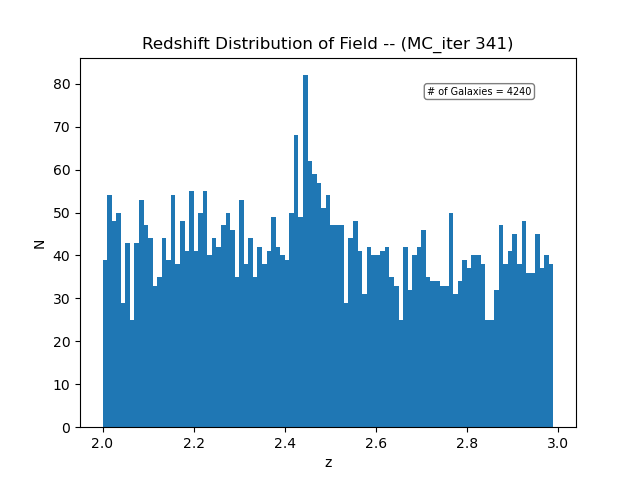 Redshift Distribution of Field -- (MC_iter 341)
# of Galaxies = 4240
N
80
70
60
50
40
30
20
10
0
2.0 2.2 2.4 2.6 2.8 3.0
z